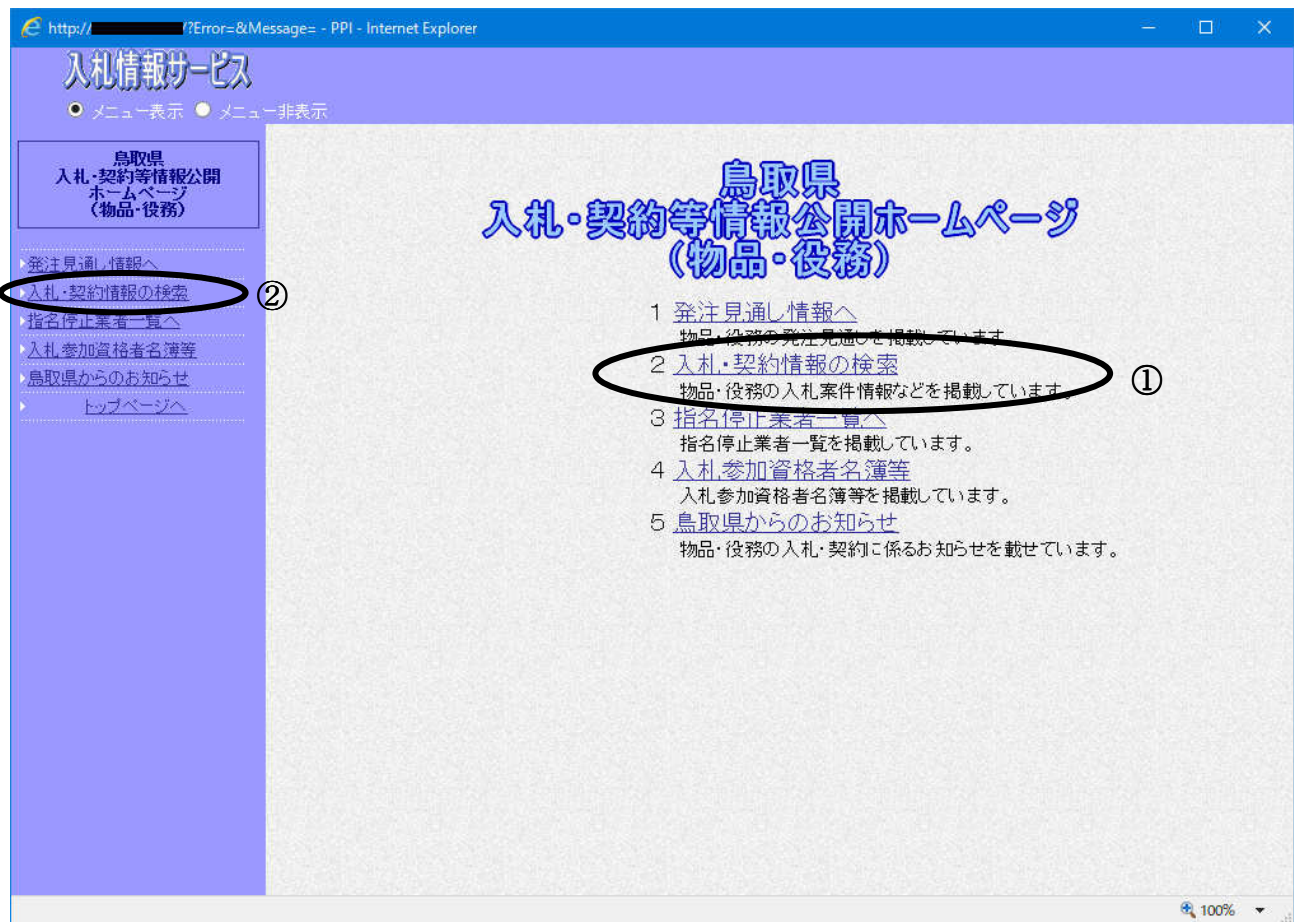 http:// /?Error=&Message= - PPI - Internet Explorer
入札情報サービス
メニュー表示 メニュー非表示
鳥取県
入札・契約等情報公開
ホームページ
(物品・役務)
発注見通し情報へ
入札・契約情報の検索 ②
指名停止業者一覧へ
入札参加資格者名簿等
鳥取県からのお知らせ
トップページへ
鳥取県
入札・契約等情報公開ホームページ
(物品・役務)
1 発注見通し情報へ
物品・役務の発注見通しを掲載しています。
2 入札・契約情報の検索
物品・役務の入札案件情報などを掲載しています。 ①
3 指名停止業者一覧へ
指名停止業者一覧を掲載しています。
4 入札参加資格者名簿等
入札参加資格者名簿等を掲載しています。
5 鳥取県からのお知らせ
物品・役務の入札・契約に係るお知らせを載せています。
100%